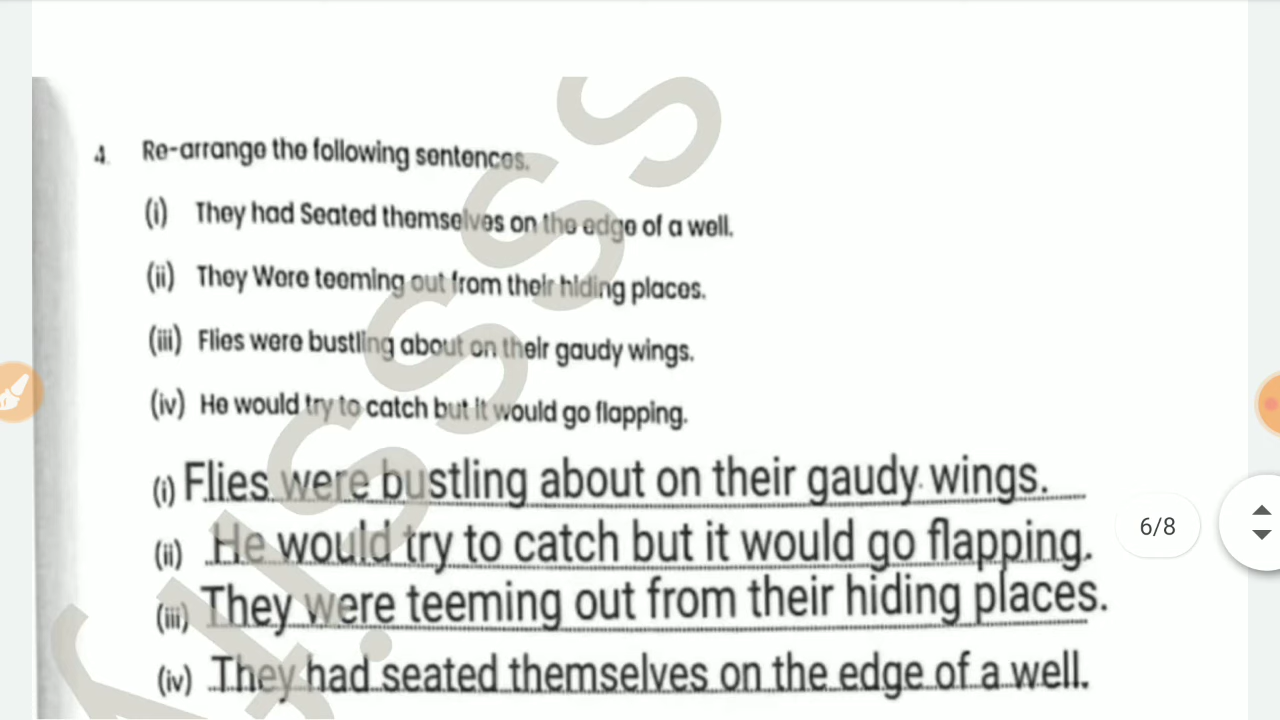 4. Re-arrange the following sentences.
(i) They had Seated themselves on the edge of a well.
(ii) They Were teeming out from their hiding places.
(iii) Flies were bustling about on their gaudy wings.
(iv) He would try to catch but it would go flapping.
(i) Flies were bustling about on their gaudy wings.
(ii) He would try to catch but it would go flapping.
6/8
(iii) They were teeming out from their hiding places.
(iv) They had seated themselves on the edge of a well.